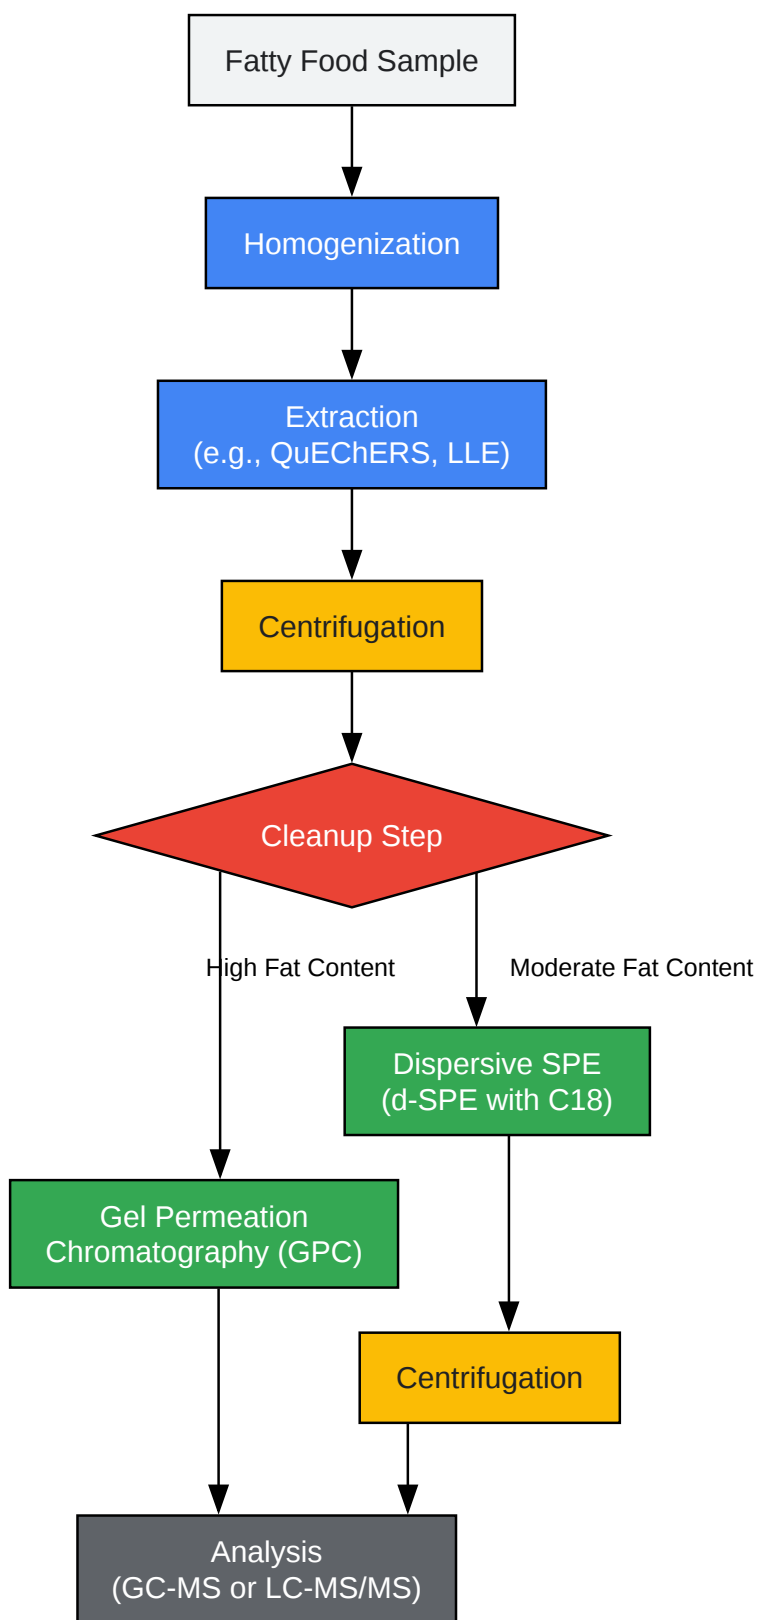 Fatty Food Sample
Homogenization
Extraction
(e.g., QuEChERS, LLE)
Centrifugation
Cleanup Step
High Fat Content
Moderate Fat Content
Dispersive SPE
(d-SPE with C18)
Gel Permeation
Chromatography (GPC)
Centrifugation
Analysis
(GC-MS or LC-MS/MS)